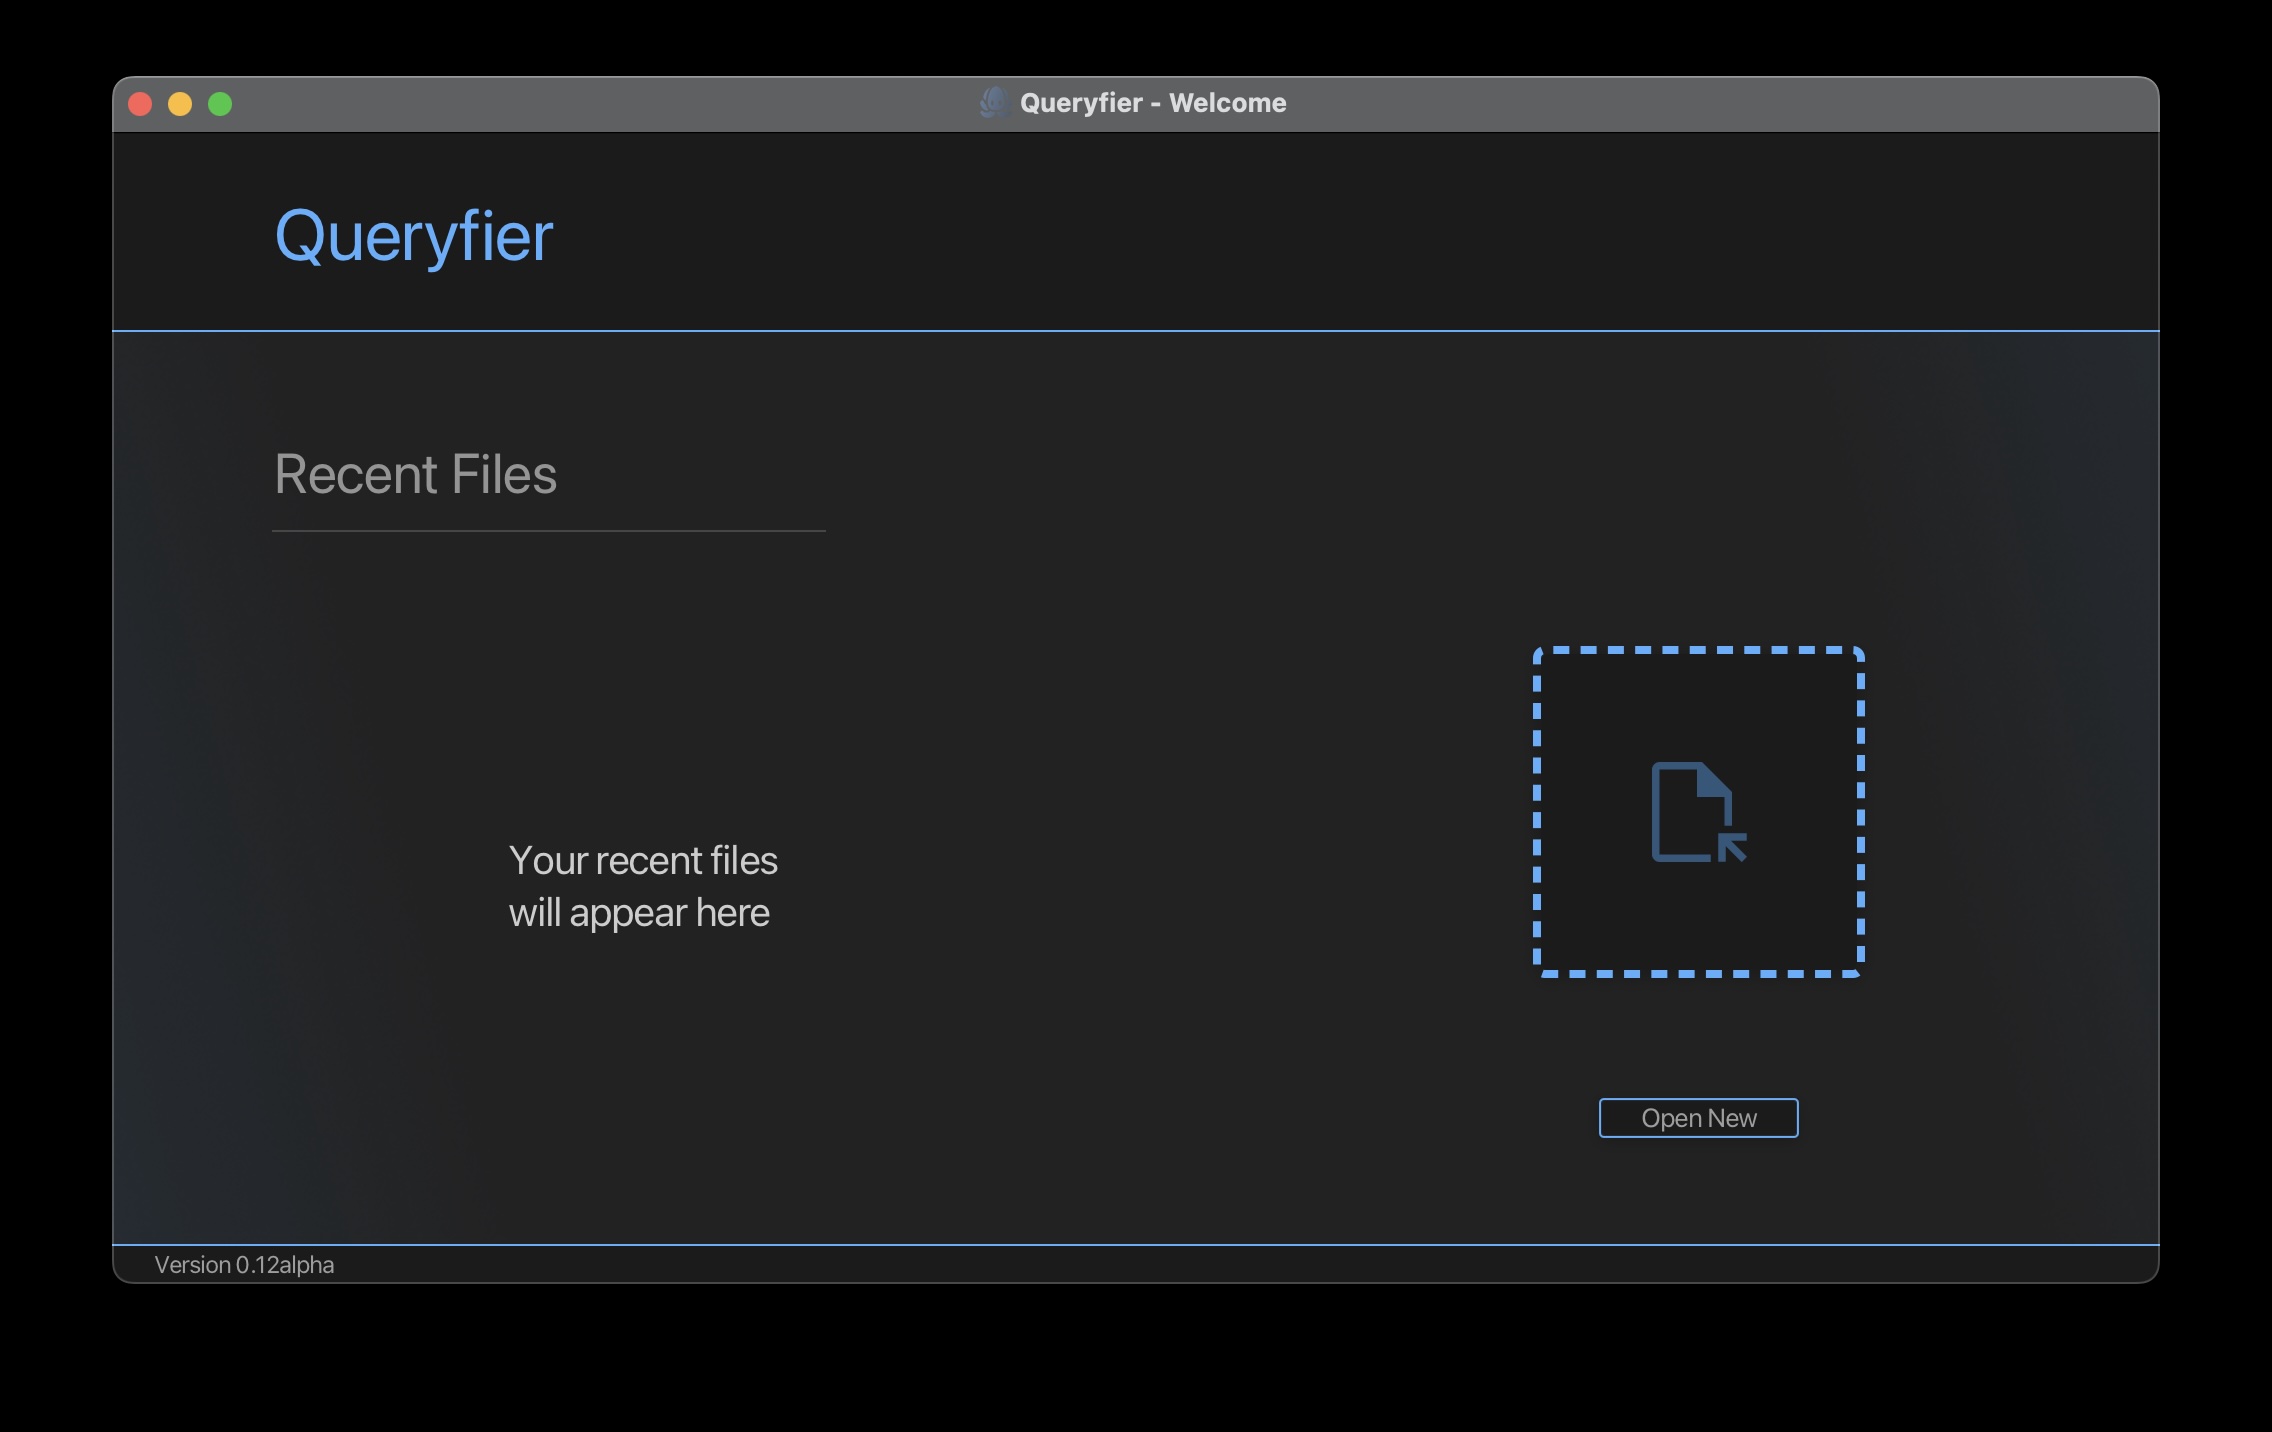 Queryfier - Welcome
Queryfier
Recent Files
Your recent files
will appear here
Open New
Version 0.12alpha